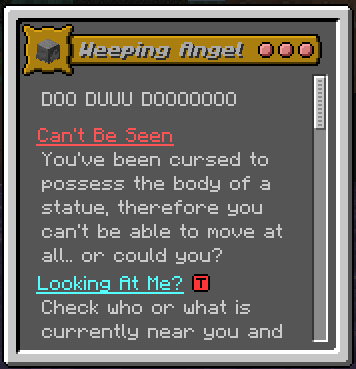 Weeping Angel
DOO DUUU DOOOOOOO
Can't Be Seen
You've been cursed to
possess the body of a
statue, therefore you
can't be able to move at
all.. or could you?
Looking At Me? T
Check who or what is
currently near you and